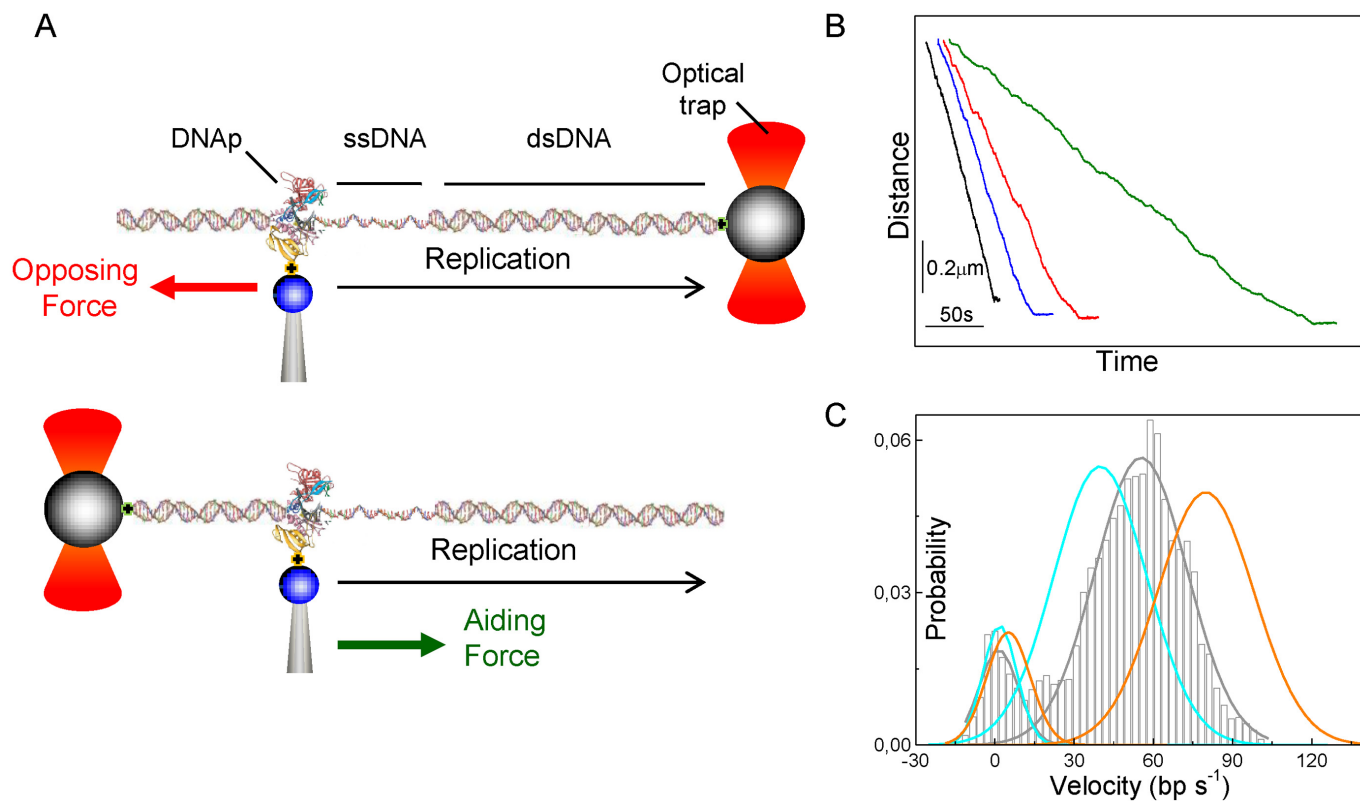 A
Optical
trap
DNAp
ssDNA
dsDNA
Replication
Opposing
Force
Replication
Aiding
Force
B
Distance
0.2μm
50s
Time
C
0,06
0,03
0,00
Probability
-30 0 30 60 90 120
Velocity (bp s⁻¹)